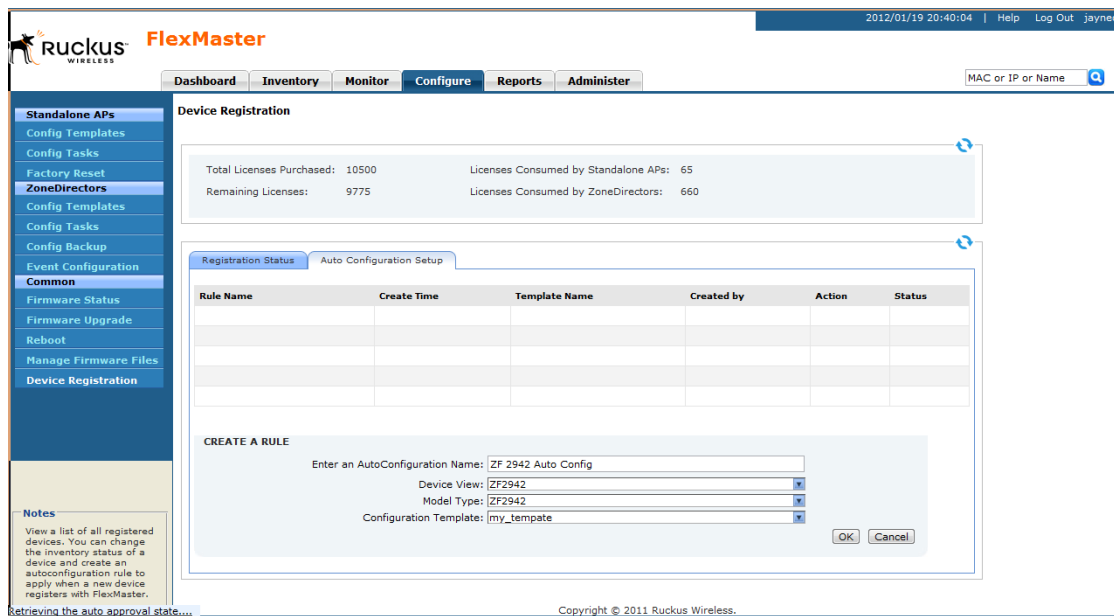 2012/01/19 20:40:04 | Help Log Out jaynee
Ruckus WIRELESS
FlexMaster
Dashboard Inventory Monitor Configure Reports Administer
MAC or IP or Name
Standalone APs
Config Templates
Config Tasks
Factory Reset
ZoneDirectors
Config Templates
Config Tasks
Config Backup
Event Configuration
Common
Firmware Status
Firmware Upgrade
Reboot
Manage Firmware Files
Device Registration
Notes
View a list of all registered
devices. You can change
the inventory status of a
device and create an
autoconfiguration rule to
apply when a new device
registers with FlexMaster.
Retrieving the auto approval state....
Device Registration
Total Licenses Purchased: 10500 Licenses Consumed by Standalone APs: 65
Remaining Licenses: 9775 Licenses Consumed by ZoneDirectors: 660
Registration Status Auto Configuration Setup
Rule Name Create Time Template Name Created by Action Status
CREATE A RULE
Enter an AutoConfiguration Name: ZF 2942 Auto Config
Device View: ZF2942
Model Type: ZF2942
Configuration Template: my_tempate
OK Cancel
Copyright © 2011 Ruckus Wireless.